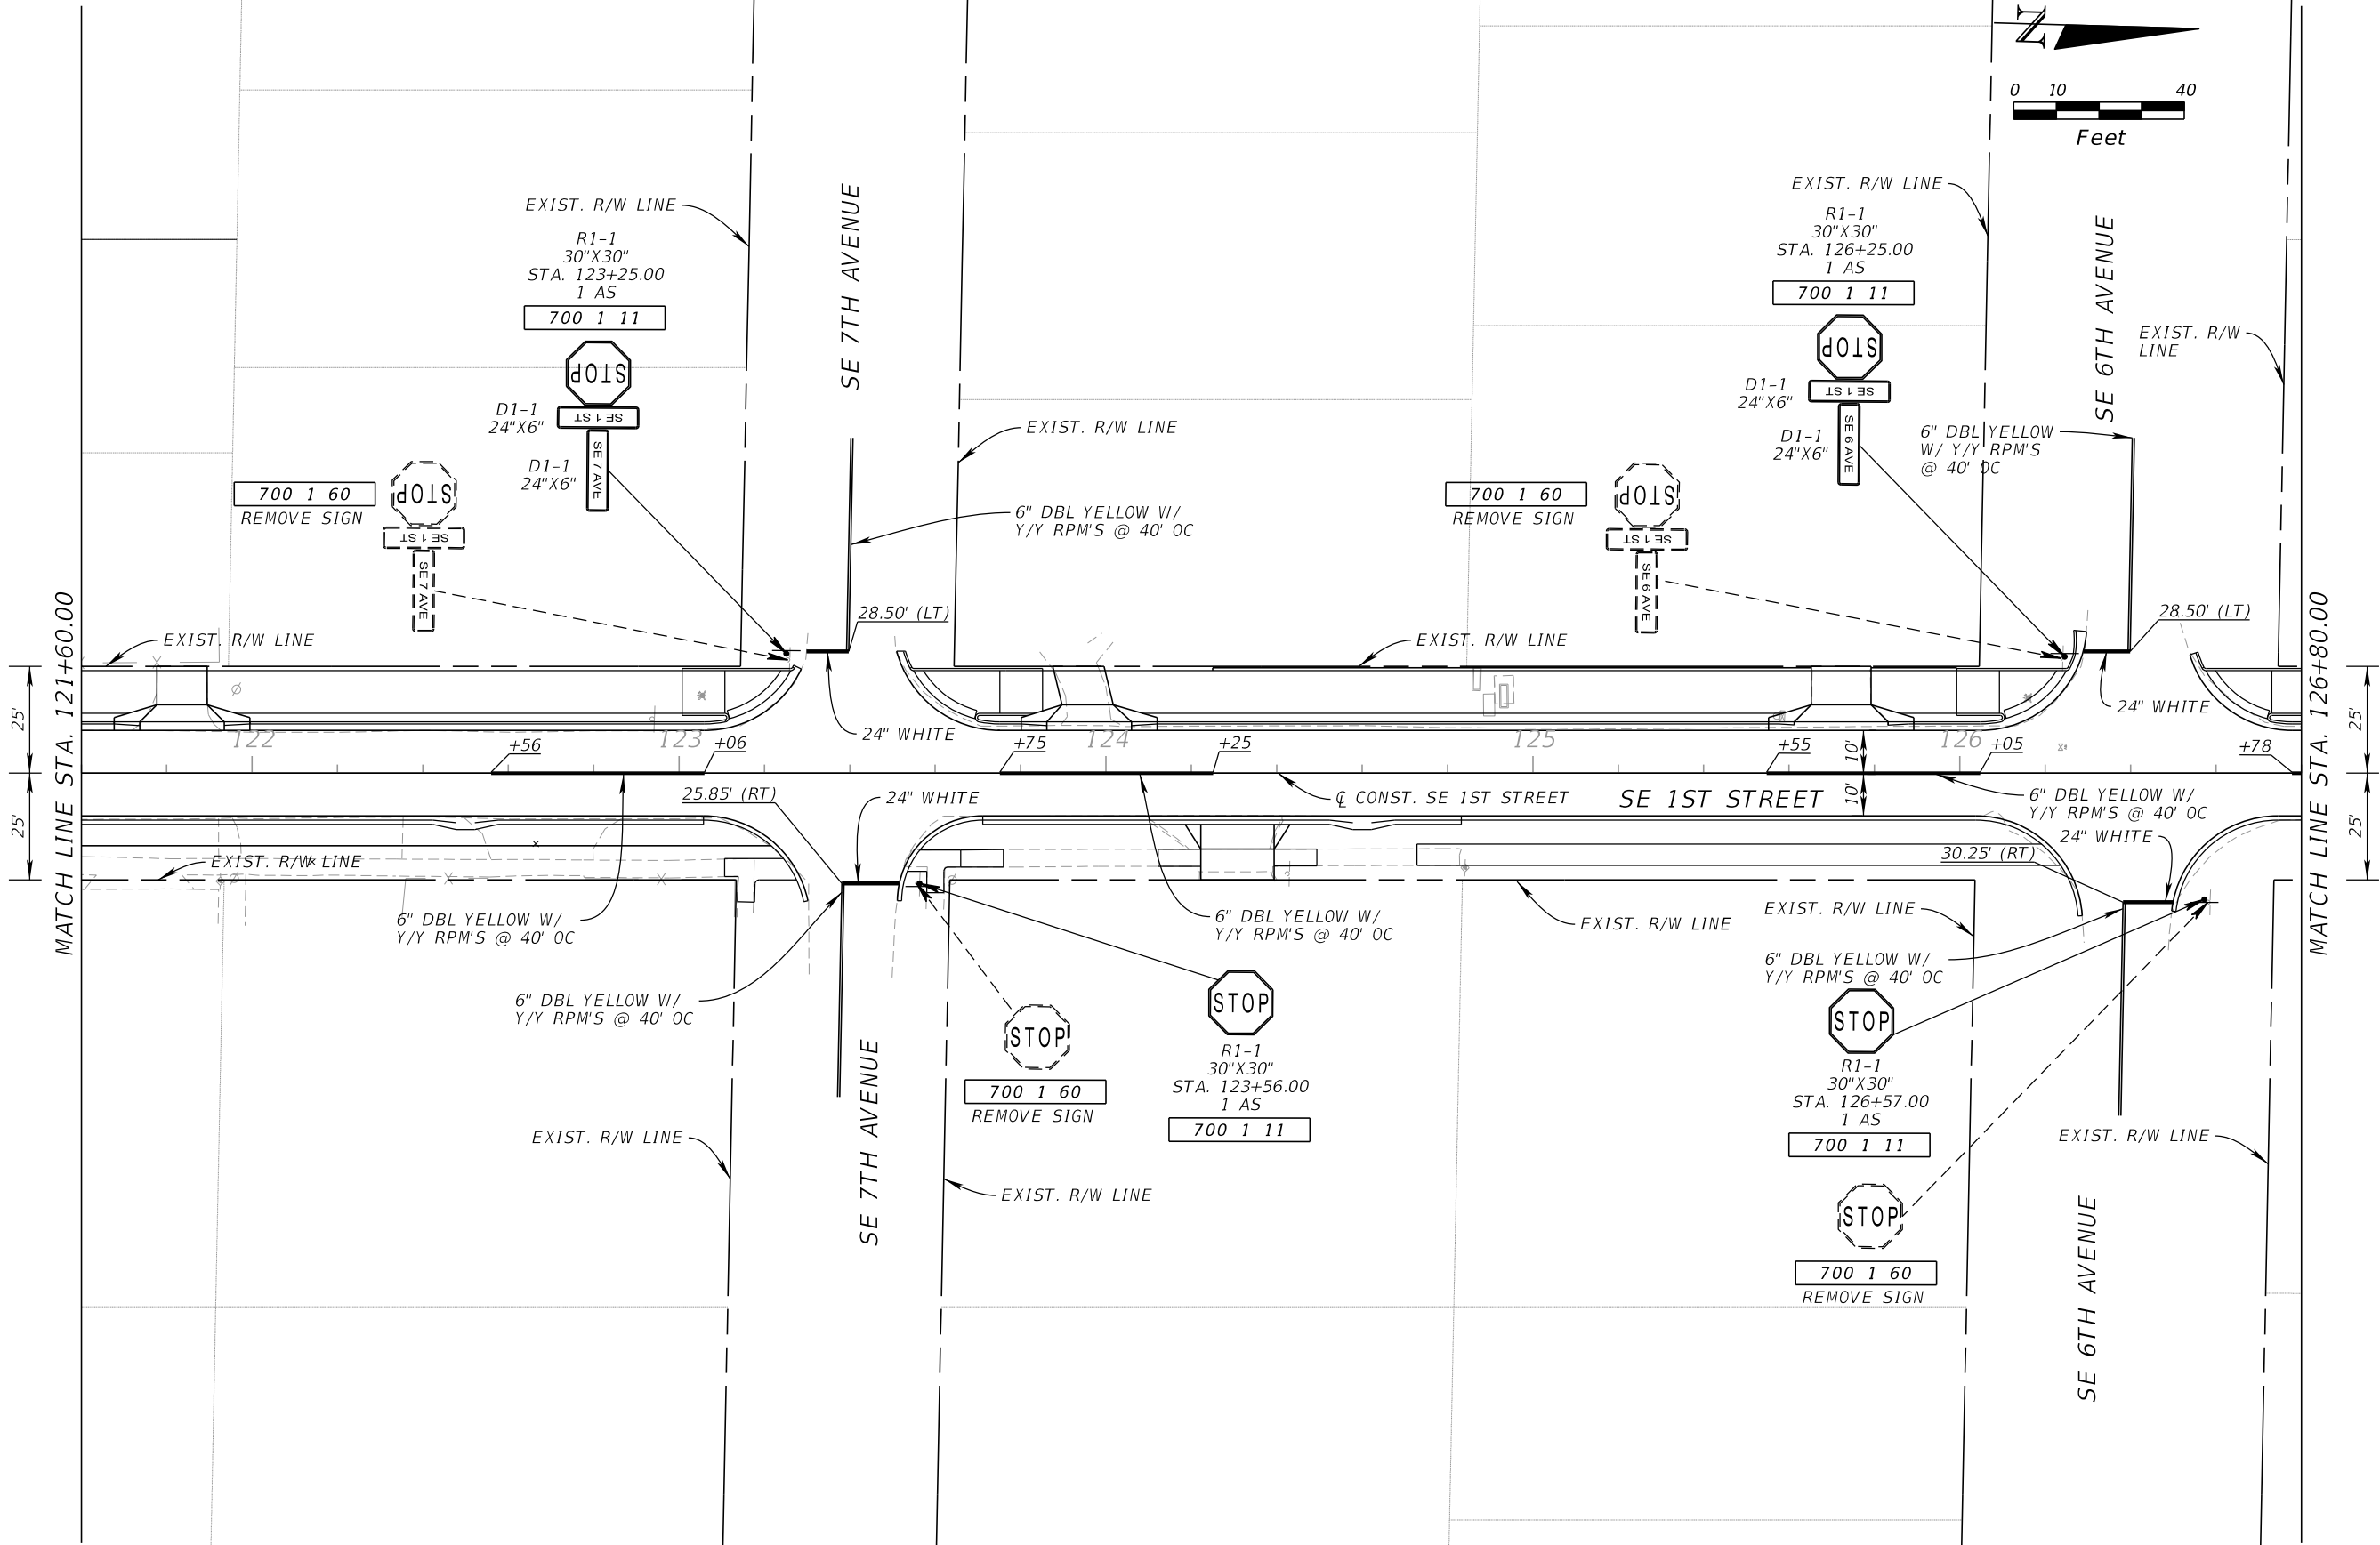 N
0 10 40
Feet
EXIST. R/W LINE
R1-1
30"X30"
STA. 123+25.00
1 AS
700 1 11
STOP
SE 1 ST
SE 7 AVE
D1-1
24"X6"
D1-1
24"X6"
700 1 60
REMOVE SIGN
STOP
SE 1 ST
SE 7 AVE
SE 7TH AVENUE
EXIST. R/W LINE
6" DBL YELLOW W/
Y/Y RPM'S @ 40' OC
28.50' (LT)
EXIST. R/W LINE
R1-1
30"X30"
STA. 126+25.00
1 AS
700 1 11
STOP
SE 1 ST
SE 6 AVE
D1-1
24"X6"
D1-1
24"X6"
700 1 60
REMOVE SIGN
STOP
SE 1 ST
SE 6 AVE
SE 6TH AVENUE
EXIST. R/W
LINE
6" DBL YELLOW
W/ Y/Y RPM'S
@ 40' OC
28.50' (LT)
MATCH LINE STA. 121+60.00
MATCH LINE STA. 126+80.00
EXIST. R/W LINE
EXIST. R/W LINE
24" WHITE
24" WHITE
25'
25'
25'
25'
122
123
124
125
126
+56
+06
+75
+25
+55
+05
+78
10'
10'
25.85' (RT)
24" WHITE
℄ CONST. SE 1ST STREET
SE 1ST STREET
6" DBL YELLOW W/
Y/Y RPM'S @ 40' OC
24" WHITE
30.25' (RT)
EXIST. R/W LINE
6" DBL YELLOW W/
Y/Y RPM'S @ 40' OC
6" DBL YELLOW W/
Y/Y RPM'S @ 40' OC
EXIST. R/W LINE
EXIST. R/W LINE
6" DBL YELLOW W/
Y/Y RPM'S @ 40' OC
6" DBL YELLOW W/
Y/Y RPM'S @ 40' OC
SE 7TH AVENUE
STOP
700 1 60
REMOVE SIGN
STOP
R1-1
30"X30"
STA. 123+56.00
1 AS
700 1 11
EXIST. R/W LINE
EXIST. R/W LINE
STOP
R1-1
30"X30"
STA. 126+57.00
1 AS
700 1 11
STOP
700 1 60
REMOVE SIGN
EXIST. R/W LINE
SE 6TH AVENUE